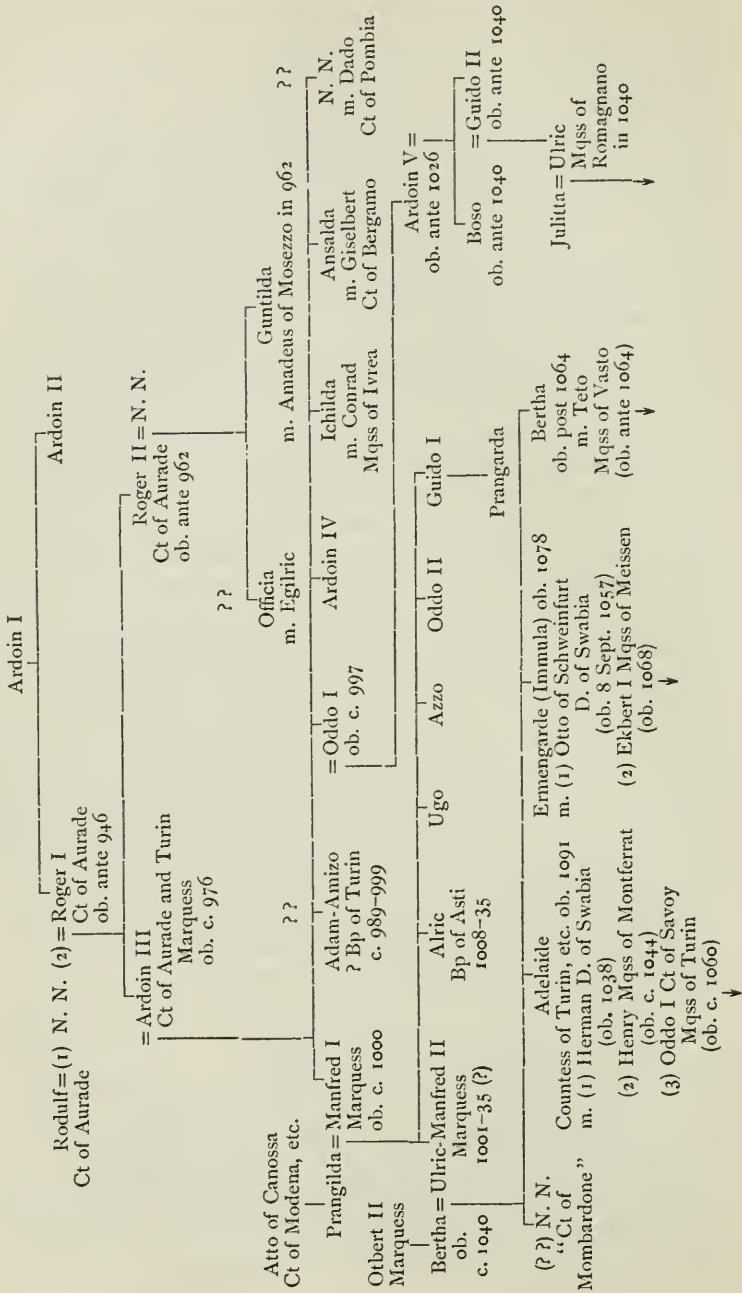 Ardoin I
Rodulf = (1) N. N. (2) = Roger I
Ct of Aurade
Ct of Aurade
ob. ante 946
Ardoin II
= Ardoin III
Ct of Aurade and Turin
Marquess
ob. c. 976
Roger II = N. N.
Ct of Aurade
ob. ante 962
? ?
Officia
m. Egilric
Guntilda
m. Amadeus of Mosezzo in 962
Atto of Canossa
Ct of Modena, etc.
? ?
? ?
Prangilda = Manfred I
Marquess
ob. c. 1000
Adam-Amizo
? Bp of Turin
c. 989-999
= Oddo I
ob. c. 997
Ardoin IV
Ichilda
m. Conrad
Mqss of Ivrea
Ansalda
m. Giselbert
Ct of Bergamo
N. N.
m. Dado
Ct of Pombia
Otbert II
Marquess
Bertha = Ulric-Manfred II
ob.
c. 1040
Marquess
1001-35 (?)
Alric
Bp of Asti
1008-35
Ugo
Azzo
Oddo II
Guido I
Prangarda
Ardoin V =
ob. ante 1026
Boso
ob. ante 1040
= Guido II
ob. ante 1040
Julitta = Ulric
Mqss of
Romagnano
in 1040
(? ?) N. N.
"Ct of
Mombardone"
Adelaide
Countess of Turin, etc. ob. 1091
m. (1) Herman D. of Swabia
(ob. 1038)
(2) Henry Mqss of Montferrat
(ob. c. 1044)
(3) Oddo I Ct of Savoy
Mqss of Turin
(ob. c. 1060)
Ermengarde (Immula) ob. 1078
m. (1) Otto of Schweinfurt
D. of Swabia
(ob. 8 Sept. 1057)
(2) Ekbert I Mqss of Meissen
(ob. 1068)
Bertha
ob. post 1064
m. Teto
Mqss of Vasto
(ob. ante 1064)